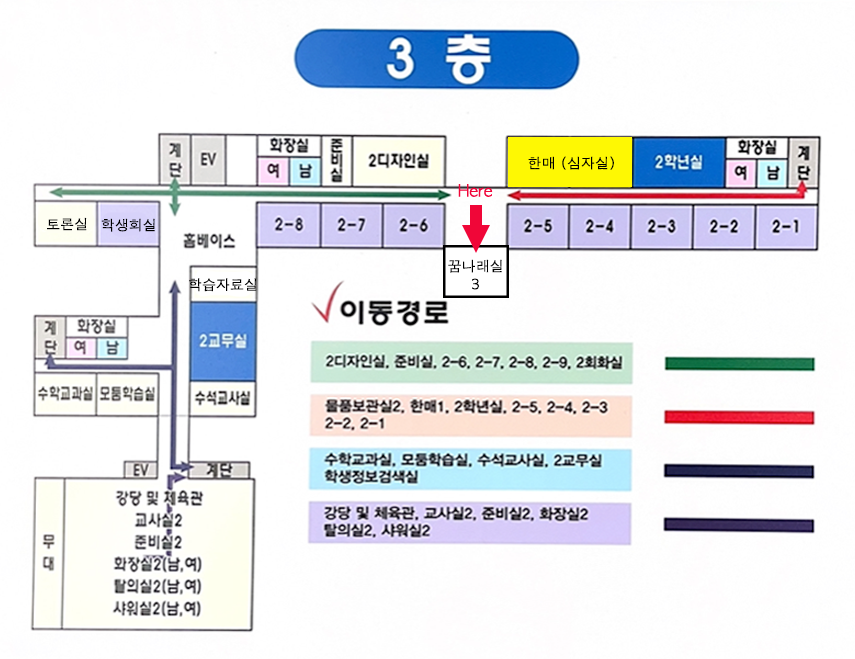 3 층
계단
EV
화장실
여
남
준비실
2디자인실
한매 (심자실)
2학년실
화장실
여
남
계단
Here
토론실
학생회실
홈베이스
2-8
2-7
2-6
2-5
2-4
2-3
2-2
2-1
꿈나래실
3
학습자료실
계단
화장실
여
남
2교무실
수학교과실
모둠학습실
수석교사실
EV
계단
무대
강당 및 체육관
교사실2
준비실2
화장실2(남,여)
탈의실2(남,여)
샤워실2(남,여)
이동경로
2디자인실, 준비실, 2-6, 2-7, 2-8, 2-9, 2회화실
물품보관실2, 한매1, 2학년실, 2-5, 2-4, 2-3
2-2, 2-1
수학교과실, 모둠학습실, 수석교사실, 2교무실
학생정보검색실
강당 및 체육관, 교사실2, 준비실2, 화장실2
탈의실2, 샤워실2